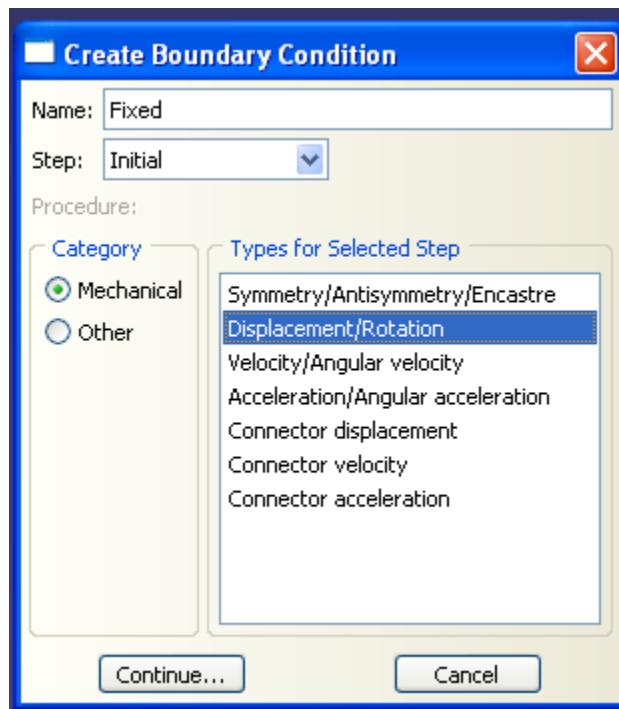 Create Boundary Condition
Name: Fixed
Step: Initial
Procedure:
Category
Mechanical
Other
Types for Selected Step
Symmetry/Antisymmetry/Encastre
Displacement/Rotation
Velocity/Angular velocity
Acceleration/Angular acceleration
Connector displacement
Connector velocity
Connector acceleration
Continue...
Cancel